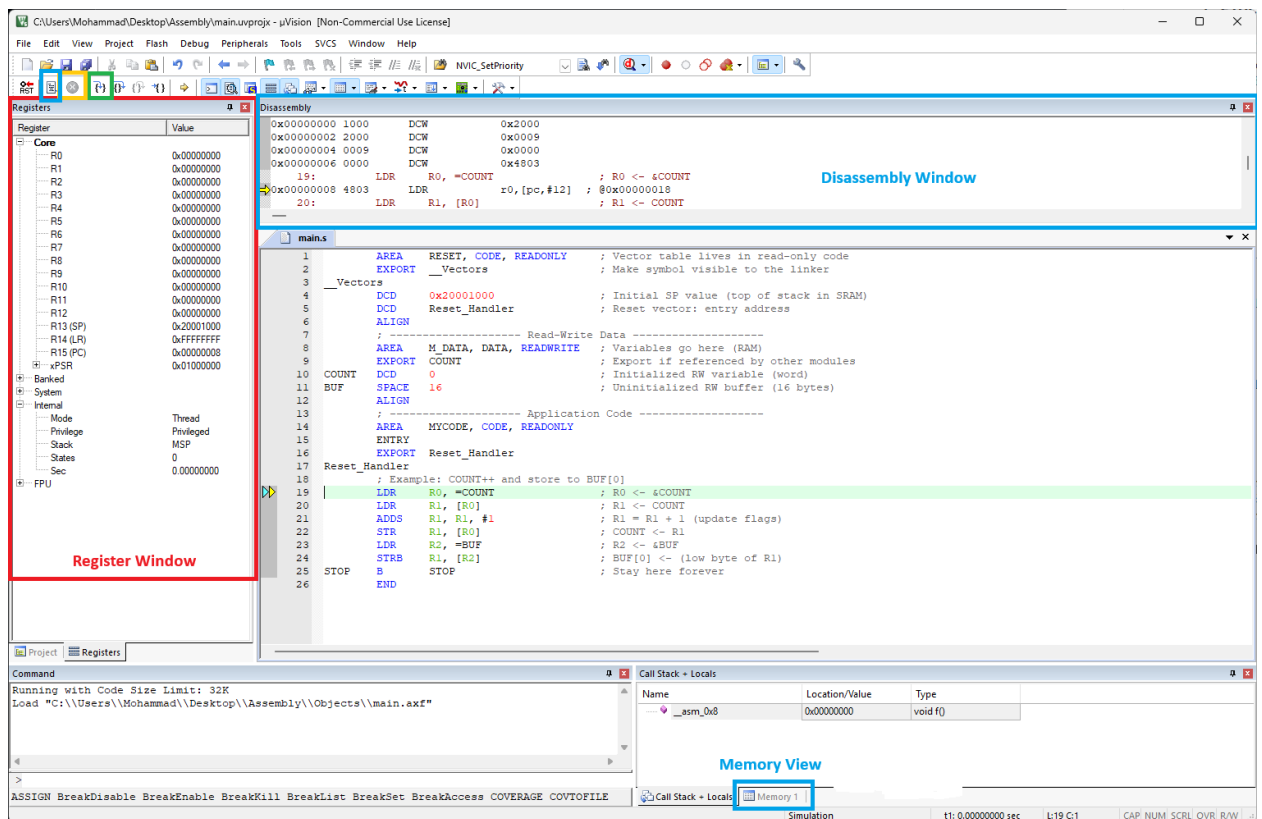 C:\Users\Mohammad\Desktop\Assembly\main.uvprojx - µVision [Non-Commercial Use License]
File Edit View Project Flash Debug Peripherals Tools SVCS Window Help
NVIC_SetPriority
RST
Registers
Register Value
Core
R0 0x00000000
R1 0x00000000
R2 0x00000000
R3 0x00000000
R4 0x00000000
R5 0x00000000
R6 0x00000000
R7 0x00000000
R8 0x00000000
R9 0x00000000
R10 0x00000000
R11 0x00000000
R12 0x00000000
R13 (SP) 0x20001000
R14 (LR) 0xFFFFFFFF
R15 (PC) 0x00000008
xPSR 0x01000000
Banked
System
Internal
Mode Thread
Privilege Privileged
Stack MSP
States 0
Sec 0.00000000
FPU
Register Window
Project Registers
Disassembly
0x00000000 1000 DCW 0x2000
0x00000002 2000 DCW 0x0009
0x00000004 0009 DCW 0x0000
0x00000006 0000 DCW 0x4803
19: LDR R0, =COUNT ; R0 <- &COUNT
0x00000008 4803 LDR r0,[pc,#12] ; @0x00000018
20: LDR R1, [R0] ; R1 <- COUNT
Disassembly Window
main.s
1 AREA RESET, CODE, READONLY ; Vector table lives in read-only code
2 EXPORT __Vectors ; Make symbol visible to the linker
3 __Vectors
4 DCD 0x20001000 ; Initial SP value (top of stack in SRAM)
5 DCD Reset_Handler ; Reset vector: entry address
6 ALIGN
7 ; -------------------- Read-Write Data --------------------
8 AREA M_DATA, DATA, READWRITE ; Variables go here (RAM)
9 EXPORT COUNT ; Export if referenced by other modules
10 COUNT DCD 0 ; Initialized RW variable (word)
11 BUF SPACE 16 ; Uninitialized RW buffer (16 bytes)
12 ALIGN
13 ; -------------------- Application Code -------------------
14 AREA MYCODE, CODE, READONLY
15 ENTRY
16 EXPORT Reset_Handler
17 Reset_Handler
18 ; Example: COUNT++ and store to BUF[0]
19 LDR R0, =COUNT ; R0 <- &COUNT
20 LDR R1, [R0] ; R1 <- COUNT
21 ADDS R1, R1, #1 ; R1 = R1 + 1 (update flags)
22 STR R1, [R0] ; COUNT <- R1
23 LDR R2, =BUF ; R2 <- &BUF
24 STRB R1, [R2] ; BUF[0] <- (low byte of R1)
25 STOP B STOP ; Stay here forever
26 END
Command
Running with Code Size Limit: 32K
Load "C:\\Users\\Mohammad\\Desktop\\Assembly\\Objects\\main.axf"
>
ASSIGN BreakDisable BreakEnable BreakKill BreakList BreakSet BreakAccess COVERAGE COVTOFILE
Call Stack + Locals
Name Location/Value Type
__asm_0x8 0x00000000 void f()
Memory View
Call Stack + Locals Memory 1
Simulation t1: 0.00000000 sec L:19 C:1 CAP NUM SCRL OVR R/W